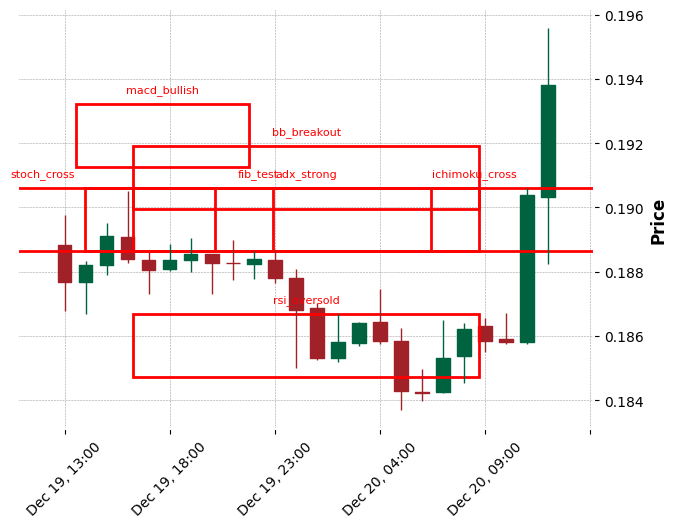 0.196
0.194
macd_bullish
0.192
bb_breakout
stoch_cross
fib_test
adx_strong
ichimoku_cross
0.190
Price
0.188
rsi_oversold
0.186
0.184
Dec 19, 13:00
Dec 19, 18:00
Dec 19, 23:00
Dec 20, 04:00
Dec 20, 09:00